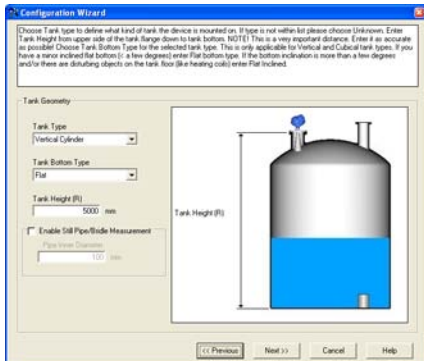 Configuration Wizard
Choose Tank type to define what kind of tank the device is mounted on. If type is not within list please choose Unknown. Enter
Tank Height from upper side of the tank flange down to tank bottom. NOTE! This is a very important distance. Enter it as accurate
as possible! Choose Tank Bottom Type for the selected tank type: This is only applicable for Vertical and Cubical tank types. If you
have a minor inclined flat bottom (< a few degrees) enter Flat bottom type. If the bottom inclination is more than a few degrees
and/or there are disturbing objects on the tank floor (like heating coils) enter Flat Inclined.
Tank Geometry
Tank Type
Vertical Cylinder
Tank Bottom Type
Flat
Tank Height (R)
5000 mm
Enable Still Pipe/Bridle Measurement
Pipe Inner Diameter
100 mm
Tank Height (R)
<< Previous
Next >>
Cancel
Help